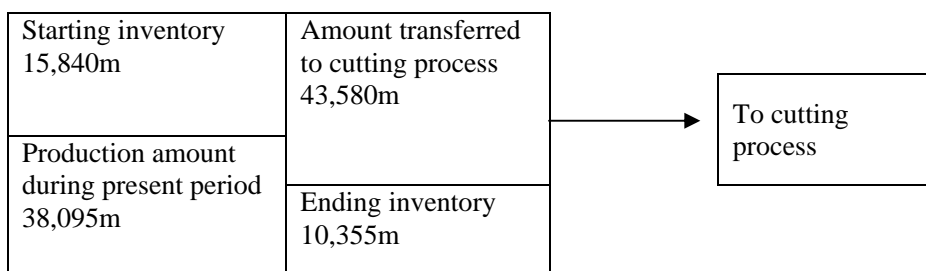 Starting inventory
15,840m
Production amount
during present period
38,095m
Amount transferred
to cutting process
43,580m
Ending inventory
10,355m
To cutting
process